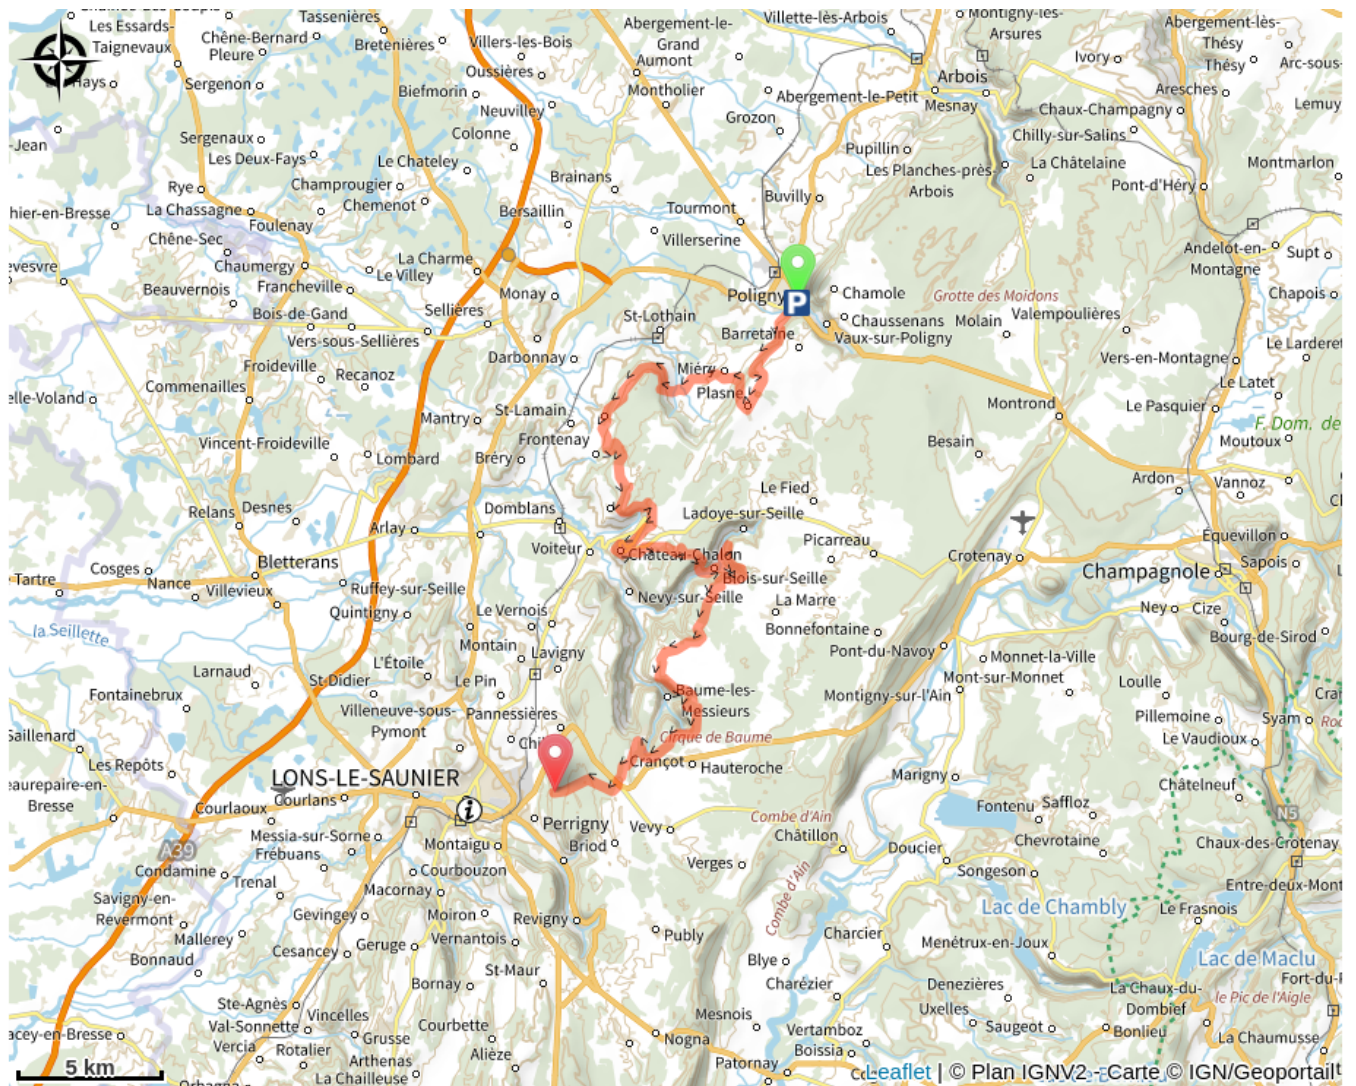 Les Essards-
Taignevaux
Chêne-Bernard
Pleure
Tassenières
Bretenières
Villers-les-Bois
Oussières
Abergement-le-
Grand
Aumont
Villette-lès-Arbois
Montigny-lès-
Arsures
Abergement-lès-
Thésy
Thésy
Ivory
Arc-sous-
Sergenon
Biefmorin
Neuvilley
Montholier
Abergement-le-Petit
Arbois
Mesnay
Aresches
Lemuy
Chaux-Champagny
Grozon
Colonne
Sergenaux
Les Deux-Fays
-Jean
Le Chateley
Pupillin
Chilly-sur-Salins
La Châtelaine
Montmarlon
Les Planches-près-
Arbois
Rye
Champrougier
Chemenot
Brainans
Buvilly
Pont-d'Héry
hier-en-Bresse
La Chassagne
Foulenay
Bersaillin
Tourmont
Villerserine
Chêne-Sec
evesvre
Chaumergy
La Charme
Le Villey
Andelot-en-
Montagne
Supt
Beauvernois
Francheville
Monay
Poligny
P
Chamole
Grotte des Moidons
Chapois
Bois-de-Gand
Sellières
St-Lothain
Chaussenans
Molain
Valempoulières
Vers-sous-Sellières
Barretaine
Vaux-sur-Poligny
Le Larderet
Froideville
Recanoz
Darbonnay
Miéry
Vers-en-Montagne
Commenailles
Plasne
Le Latet
elle-Voland
Mantry
St-Lamain
Montrond
Le Pasquier
F. Dom. de
Vincent-Froideville
Frontenay
Besain
Moutoux
Lombard
Bréry
Ardon
Vannoz
Le Fied
Relans
Desnes
Domblans
Ladoye-sur-Seille
Arlay
Voiteur
Château-Chalon
Picarreau
Équevillon
Bletterans
Crotenay
Sapois
Cosges
Tartre
Nance
Villevieux
Ruffey-sur-Seille
Blois-sur-Seille
Champagnole
Nevy-sur-Seille
La Marre
Quintigny
Le Vernois
Ney
Cize
la Seillette
Montain
Lavigny
Bonnefontaine
Bourg-de-Sirod
Pont-du-Navoy
L'Étoile
Larnaud
St-Didier
Le Pin
Monnet-la-Ville
Mont-sur-Monnet
Loulle
Fontainebrux
Baume-les-
Messieurs
Montigny-sur-l'Ain
Villeneuve-sous-
Pymont
Pannessières
Pillemoine
Syam
Saillenard
Cirque de Baume
Le Vaudioux
Les Repôts
LONS-LE-SAUNIER
Crançot
Hauteroche
Marigny
Châtelneuf
eaurepaire-en-
Bresse
Courlaoux
Courlans
Fontenu
Saffloz
N5
Messia-sur-Sorne
Frébuans
Perrigny
Briod
Vevy
Combe d'Ain
Châtillon
Chevrotaine
Chaux-des-Crotenay
A39
Condamine
Montaigu
Verges
Doucier
Courbouzon
Songeson
Trenal
Macornay
Combe d'Ain
Entre-deux-Mont
Savigny-en-
Revermont
Gevingey
Moiron
Revigny
Lac de Chambly
Le Frasnois
Mallerey
Cesancey
Geruge
Vernantois
Publy
Charcier
Menétrux-en-Joux
Bonnaud
Blye
Lac de Maclu
Bornay
St-Maur
Charézier
Denezières
La Chaux-du-
Dombief
Fort-du-
Ste-Agnès
Vincelles
Mesnois
Uxelles
le Pic de l'Aigle
acey-en-Bresse
Val-Sonnette
Courbette
Vertamboz
Saugeot
Bonlieu
Vercia
Rotalier
Grusse
Alièze
Nogna
Boissia
La Chaumusse
5 km
Arthenas
La Chailleuse
Patornay
Leaflet | © Plan IGNV2 - Carte © IGN/Geoportail